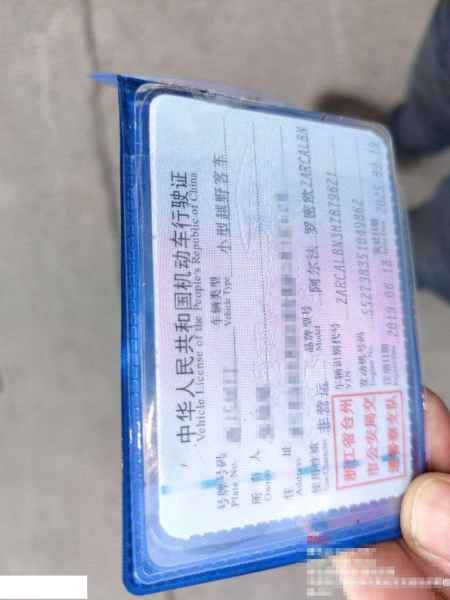 中华人民共和国机动车行驶证
Vehicle License of the People's Republic of China
号牌号码
Plate No.
车辆类型 小型越野客车
Vehicle Type
所有人
Owner
住址
Address
使用性质 非营运
Use Character
品牌型号 阿尔法 罗密欧ZARCALBN
Model
车辆识别代号 ZARCALBN3H7B19621
VIN
发动机号码 552738351049362
Engine No.
注册日期 2019 06 18
发证日期 2025 09 19
浙江省台州
市公安局交
通警察支队